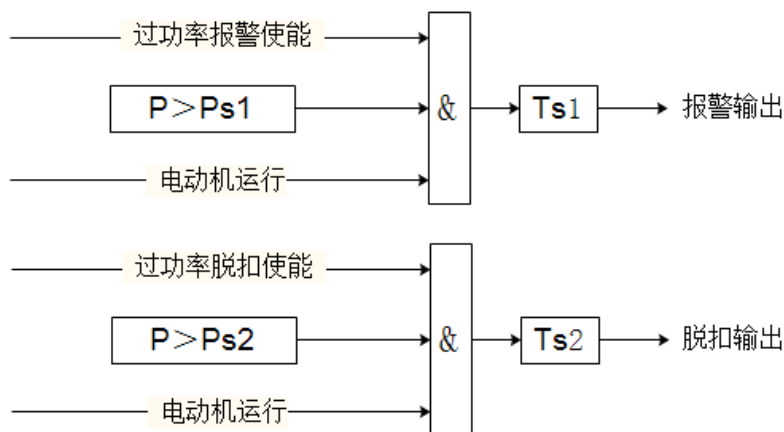 过功率报警使能
P＞Ps1
&
Ts1
报警输出
电动机运行
过功率脱扣使能
P＞Ps2
&
Ts2
脱扣输出
电动机运行